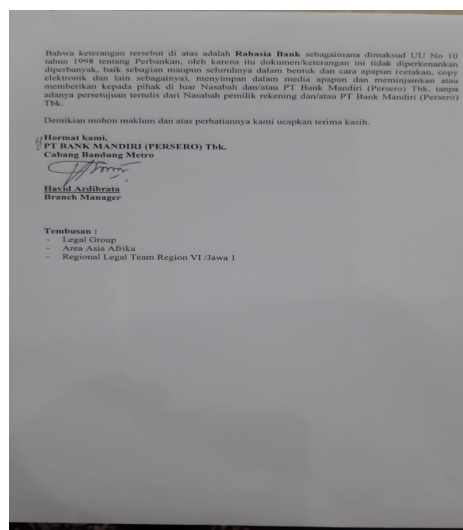 Bahwa keterangan tersebut di atas adalah Rahasia Bank sebagaimana dimaksud UU No 10
tahun 1998 tentang Perbankan, oleh karena itu dokumen/keterangan ini tidak diperkenankan
diperbanyak, baik sebagian maupun seluruhnya dalam bentuk dan cara apapun (cetakan, copy
elektronik dan lain sebagainya), menyimpan dalam media apapun dan meminjamkan atau
memberikan kepada pihak di luar Nasabah dan/atau PT Bank Mandiri (Persero) Tbk, tanpa
adanya persetujuan tertulis dari Nasabah pemilik rekening dan/atau PT Bank Mandiri (Persero)
Tbk.
Demikian mohon maklum dan atas perhatiannya kami ucapkan terima kasih.
Hormat kami,
PT BANK MANDIRI (PERSERO) Tbk.
Cabang Bandung Metro
Havid Ardibrata
Branch Manager
Tembusan :
- Legal Group
- Area Asia Afrika
- Regional Legal Team Region VI /Jawa 1